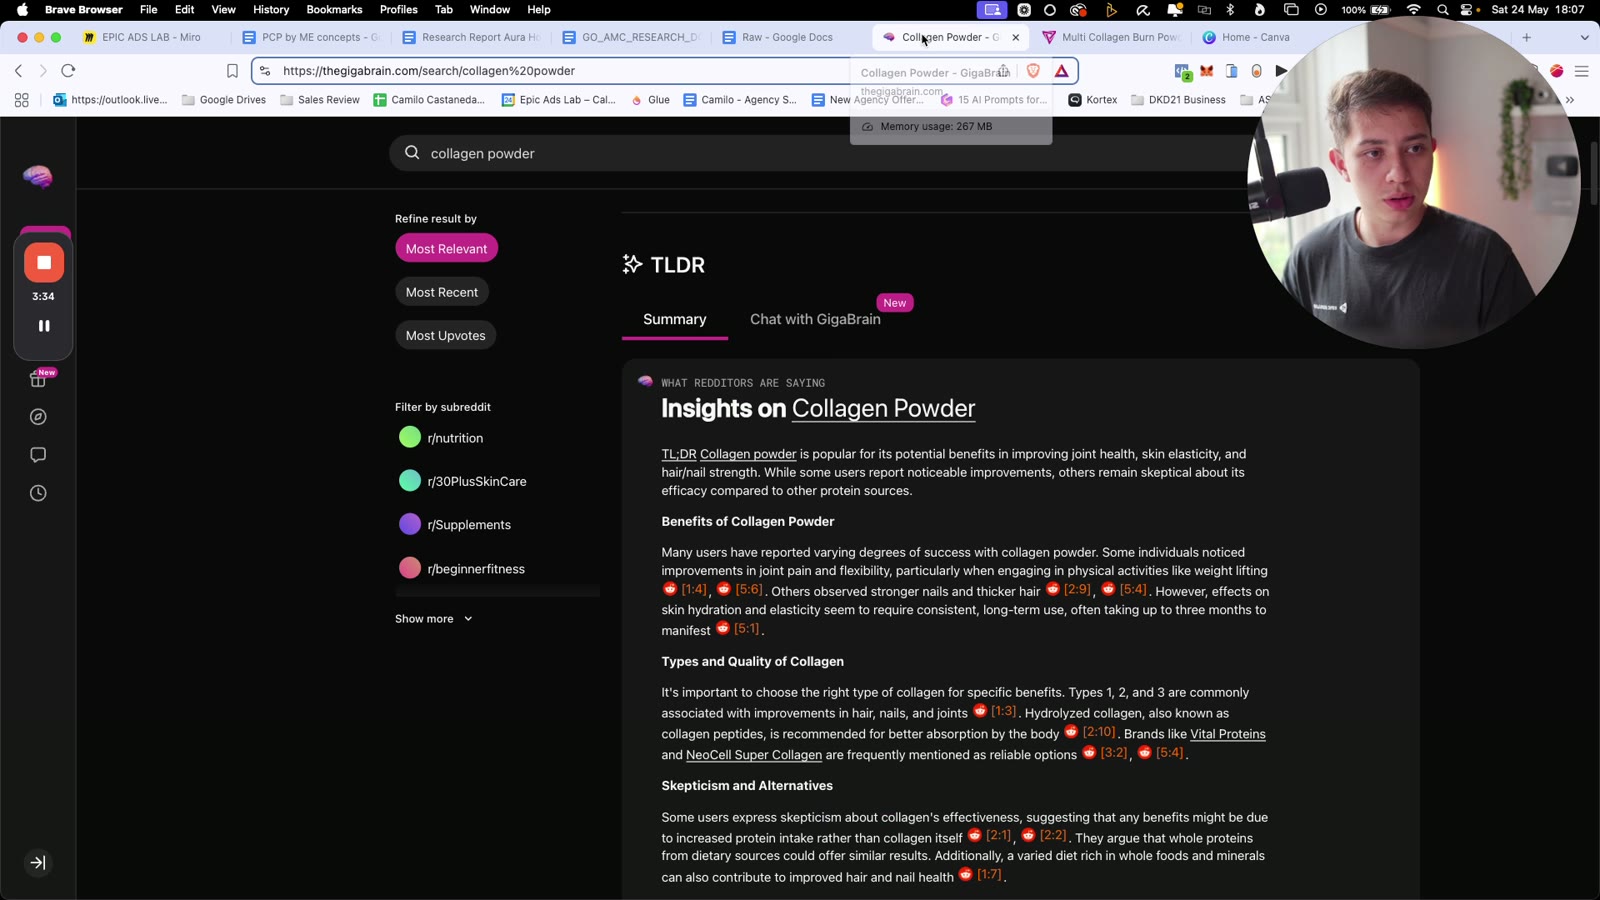 Brave Browser File Edit View History Bookmarks Profiles Tab Window Help
100% Sat 24 May 18:07
EPIC ADS LAB - Miro
PCP by ME concepts - Go
Research Report Aura Ho
GO_AMC_RESEARCH_D
Raw - Google Docs
Collagen Powder - G
Multi Collagen Burn Powd
Home - Canva
https://thegigabrain.com/search/collagen%20powder
2
https://outlook.live...
Google Drives
Sales Review
Camilo Castaneda...
Epic Ads Lab – Cal...
Glue
Camilo - Agency S...
New Agency Offer...
15 AI Prompts for...
Kortex
DKD21 Business
Collagen Powder - GigaBrain
thegigabrain.com
Memory usage: 267 MB
collagen powder
3:34
New
Refine result by
Most Relevant
Most Recent
Most Upvotes
Filter by subreddit
r/nutrition
r/30PlusSkinCare
r/Supplements
r/beginnerfitness
Show more
TLDR
New
Summary
Chat with GigaBrain
WHAT REDDITORS ARE SAYING
Insights on Collagen Powder
TL;DR Collagen powder is popular for its potential benefits in improving joint health, skin elasticity, and
hair/nail strength. While some users report noticeable improvements, others remain skeptical about its
efficacy compared to other protein sources.
Benefits of Collagen Powder
Many users have reported varying degrees of success with collagen powder. Some individuals noticed
improvements in joint pain and flexibility, particularly when engaging in physical activities like weight lifting
[1:4], [5:6]. Others observed stronger nails and thicker hair [2:9], [5:4]. However, effects on
skin hydration and elasticity seem to require consistent, long-term use, often taking up to three months to
manifest [5:1].
Types and Quality of Collagen
It's important to choose the right type of collagen for specific benefits. Types 1, 2, and 3 are commonly
associated with improvements in hair, nails, and joints [1:3]. Hydrolyzed collagen, also known as
collagen peptides, is recommended for better absorption by the body [2:10]. Brands like Vital Proteins
and NeoCell Super Collagen are frequently mentioned as reliable options [3:2], [5:4].
Skepticism and Alternatives
Some users express skepticism about collagen's effectiveness, suggesting that any benefits might be due
to increased protein intake rather than collagen itself [2:1], [2:2]. They argue that whole proteins
from dietary sources could offer similar results. Additionally, a varied diet rich in whole foods and minerals
can also contribute to improved hair and nail health [1:7].